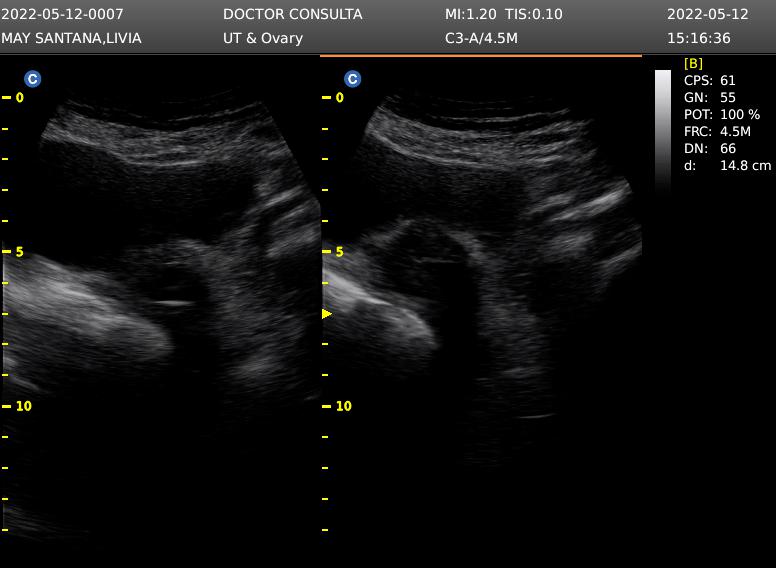 2022-05-12-0007 DOCTOR CONSULTA MI:1.20 TIS:0.10 2022-05-12
MAY SANTANA,LIVIA UT & Ovary C3-A/4.5M 15:16:36
[B]
CPS: 61
GN: 55
POT: 100 %
FRC: 4.5M
DN: 66
d: 14.8 cm
C
0
5
10
C
0
5
10